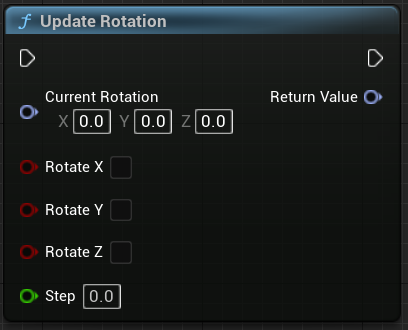 f Update Rotation
Current Rotation Return Value
X 0.0 Y 0.0 Z 0.0
Rotate X
Rotate Y
Rotate Z
Step 0.0